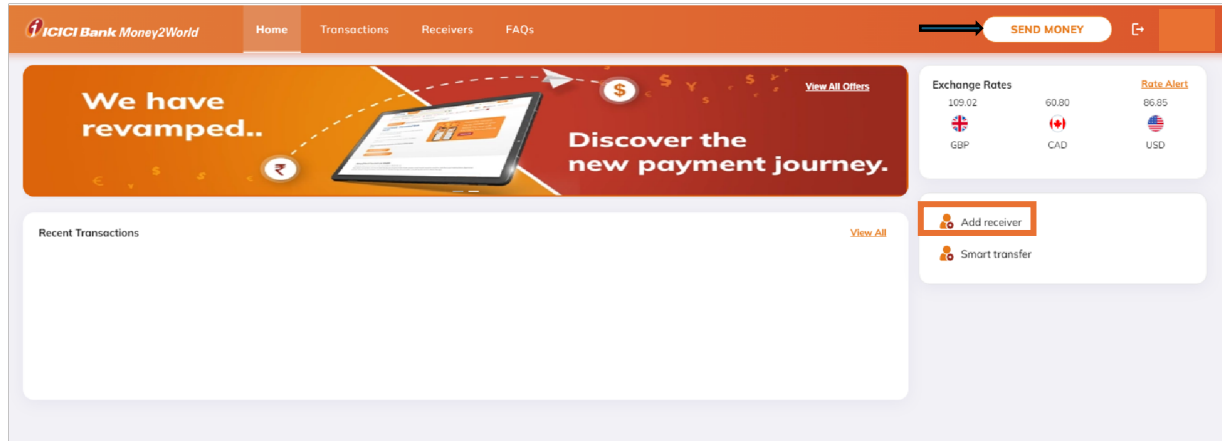 ICICI Bank Money2World
Home
Transactions
Receivers
FAQs
SEND MONEY
We have
revamped..
View All Offers
Discover the
new payment journey.
Exchange Rates
Rate Alert
109.02
60.80
86.85
GBP
CAD
USD
Recent Transactions
View All
Add receiver
Smart transfer